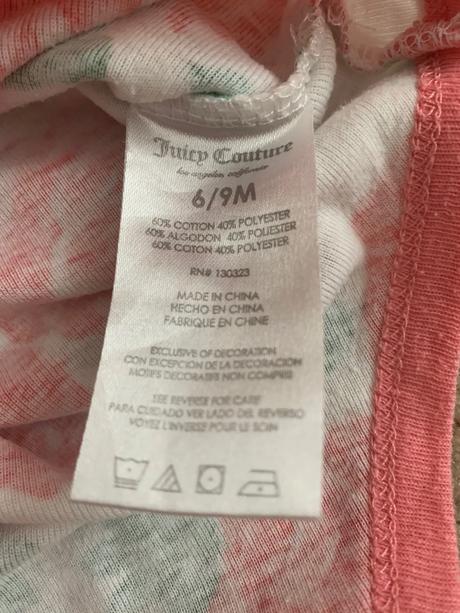 Juicy Couture
los angeles, california
6/9M
60% COTTON 40% POLYESTER
60% ALGODON 40% POLIESTER
60% COTON 40% POLYESTER
RN# 130323
MADE IN CHINA
HECHO EN CHINA
FABRIQUE EN CHINE
EXCLUSIVE OF DECORATION
CON EXCEPCION DE LA DECORACION
MOTIFS DECORATIFS NON COMPRIS
SEE REVERSE FOR CARE
PARA CUIDADO VER LADO DEL REVERSO
VOYEZ L'INVERSE POUR LE SOIN